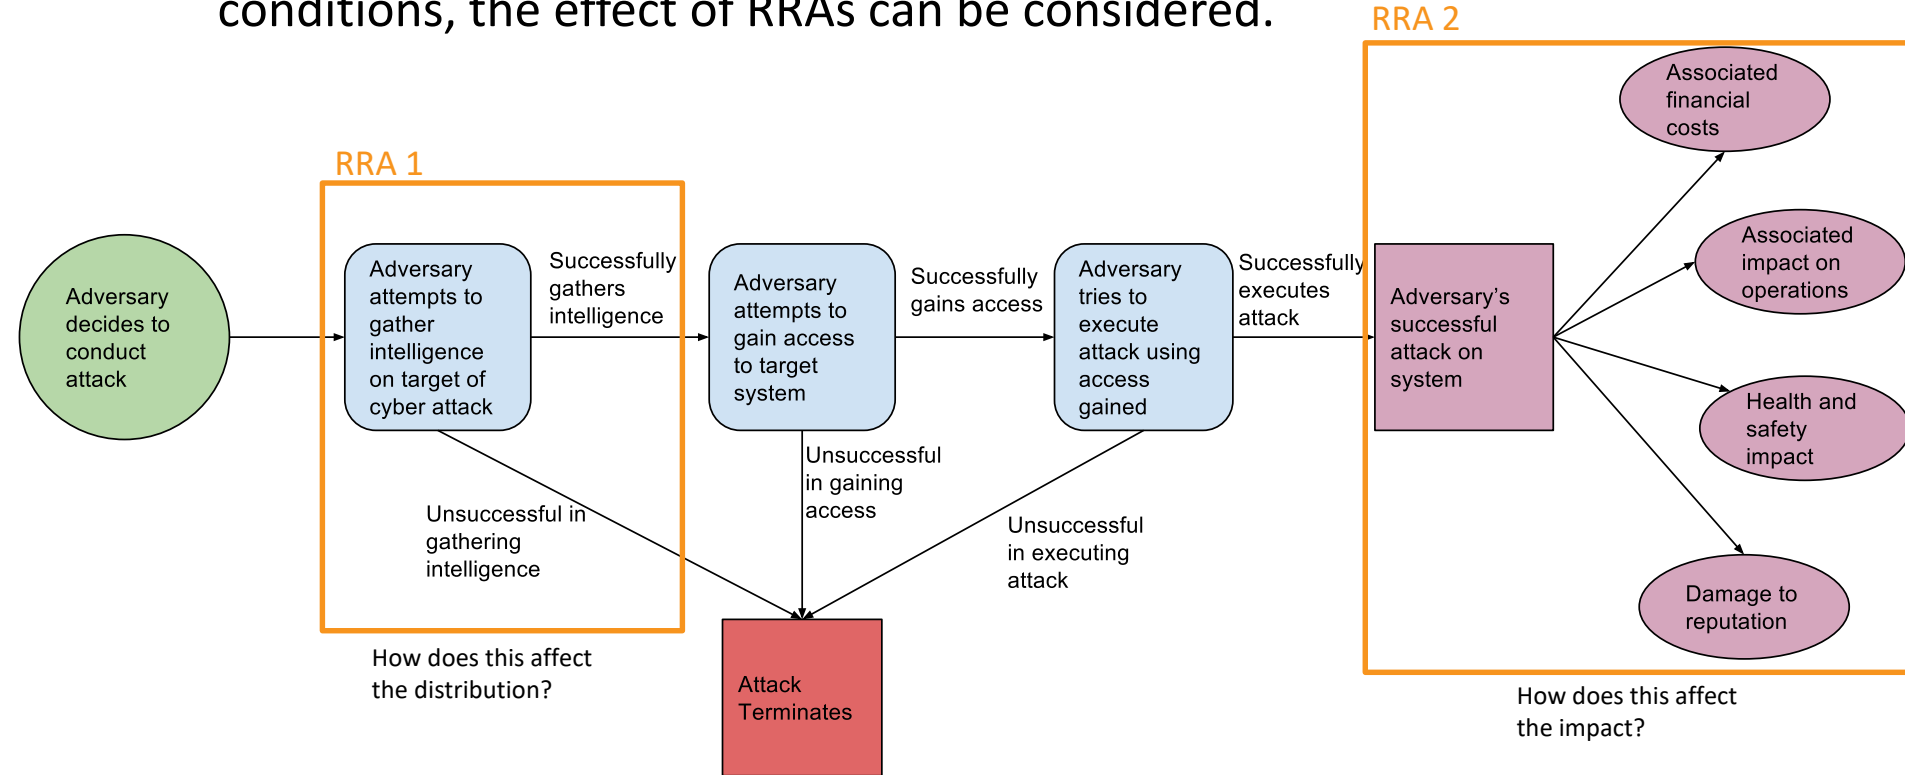 conditions, the effect of RRAs can be considered.
RRA 2
RRA 1
Associated
financial
costs
Associated
impact on
operations
Health and
safety
impact
Damage to
reputation
Adversary
decides to
conduct
attack
Adversary
attempts to
gather
intelligence
on target of
cyber attack
Successfully
gathers
intelligence
Adversary
attempts to
gain access
to target
system
Successfully
gains access
Adversary
tries to
execute
attack using
access
gained
Successfully
executes
attack
Adversary’s
successful
attack on
system
Unsuccessful in
gathering
intelligence
Unsuccessful
in gaining
access
Unsuccessful
in executing
attack
How does this affect
the distribution?
Attack
Terminates
How does this affect
the impact?